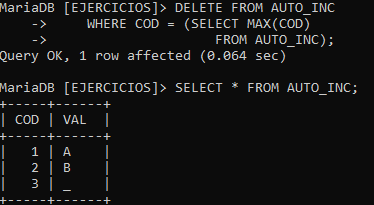 MariaDB [EJERCICIOS]> DELETE FROM AUTO_INC
    ->     WHERE COD = (SELECT MAX(COD)
    ->                  FROM AUTO_INC);
Query OK, 1 row affected (0.064 sec)
MariaDB [EJERCICIOS]> SELECT * FROM AUTO_INC;
+-----+------+
| COD | VAL  |
+-----+------+
|   1 | A    |
|   2 | B    |
|   3 | _    |
+-----+------+